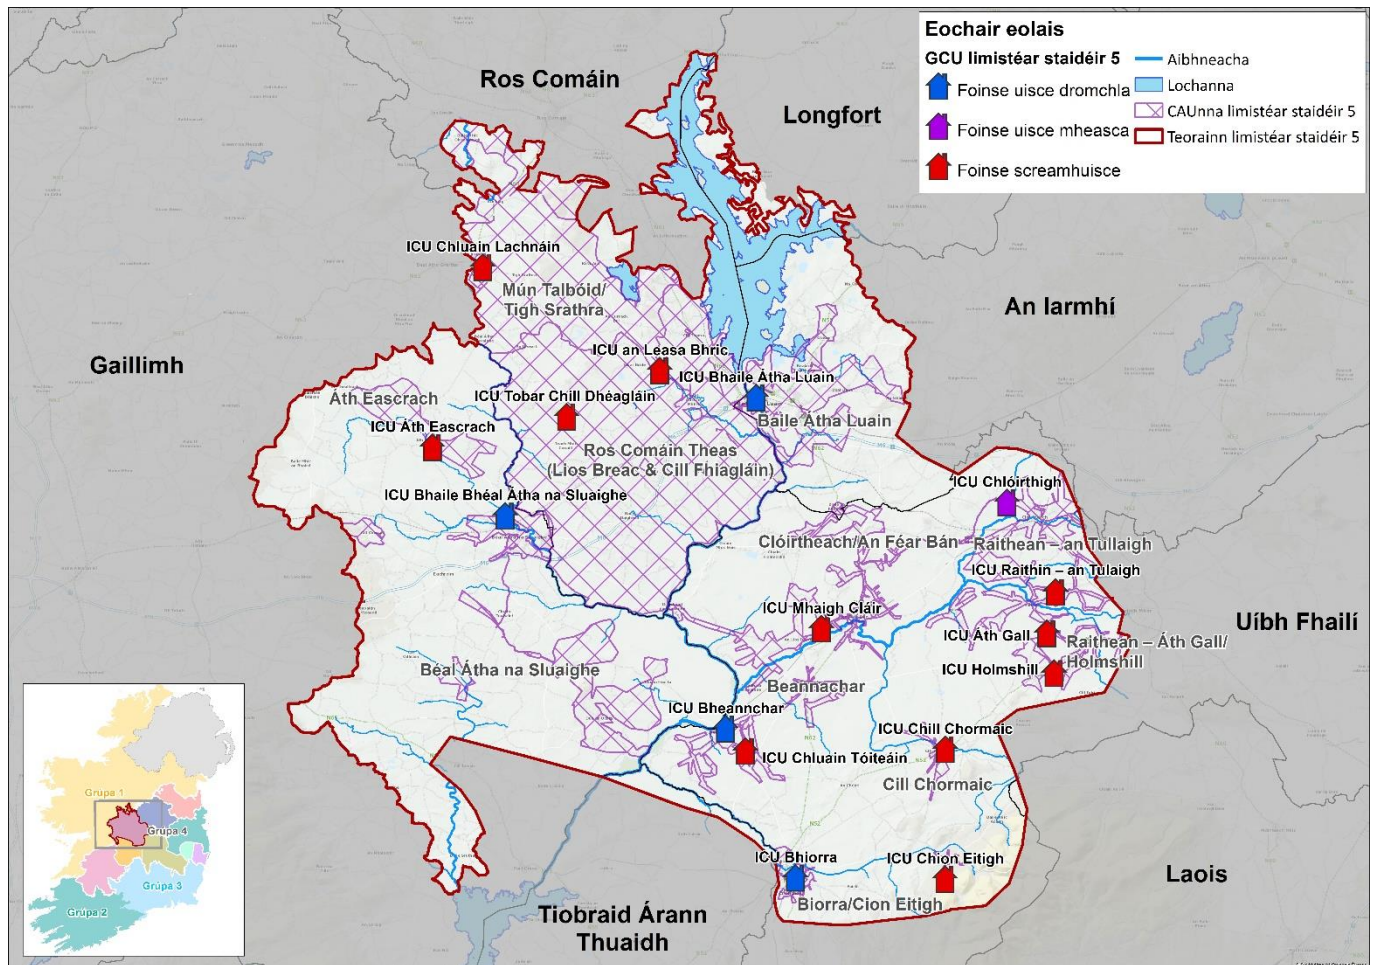 Eochair eolais
GCU limistéar staidéir 5
Foinse uisce dromchla
Foinse uisce mheasca
Foinse screamhuisce
Aibhneacha
Lochanna
CAUnna limistéir staidéir 5
Teorainn limistéir staidéir 5
Ros Comáin
Longfort
An Iarmhí
Gaillimh
Uíbh Fhailí
Laois
Tiobraid Árann
Thuaidh
ICU Chluain Lachnáin
Mún Talbóid/
Tigh Srathra
ICU an Leasa Bhric
ICU Bhaile Átha Luain
Baile Átha Luain
Áth Eascrach
ICU Tobar Chill Dhéagláin
ICU Áth Eascrach
Ros Comáin Theas
(Lios Breac & Cill Fhiagláin)
ICU Bhaile Bhéal Átha na Sluaighe
ICU Chlóirthigh
Clóirtheach/An Féar Bán
Raithean – an Tullaigh
ICU Raithin – an Tulaigh
ICU Mhaigh Cláir
ICU Áth Gall
Raithean – Áth Gall/
Holmshill
ICU Holmshill
Béal Átha na Sluaighe
Beannachar
ICU Bheannchar
ICU Chluain Tóiteáin
ICU Chill Chormaic
Cill Chormaic
ICU Bhiorra
ICU Chion Eitigh
Biorra/Cion Eitigh
Grupa 1
Grupa 4
Grúpa 3
Grupa 2